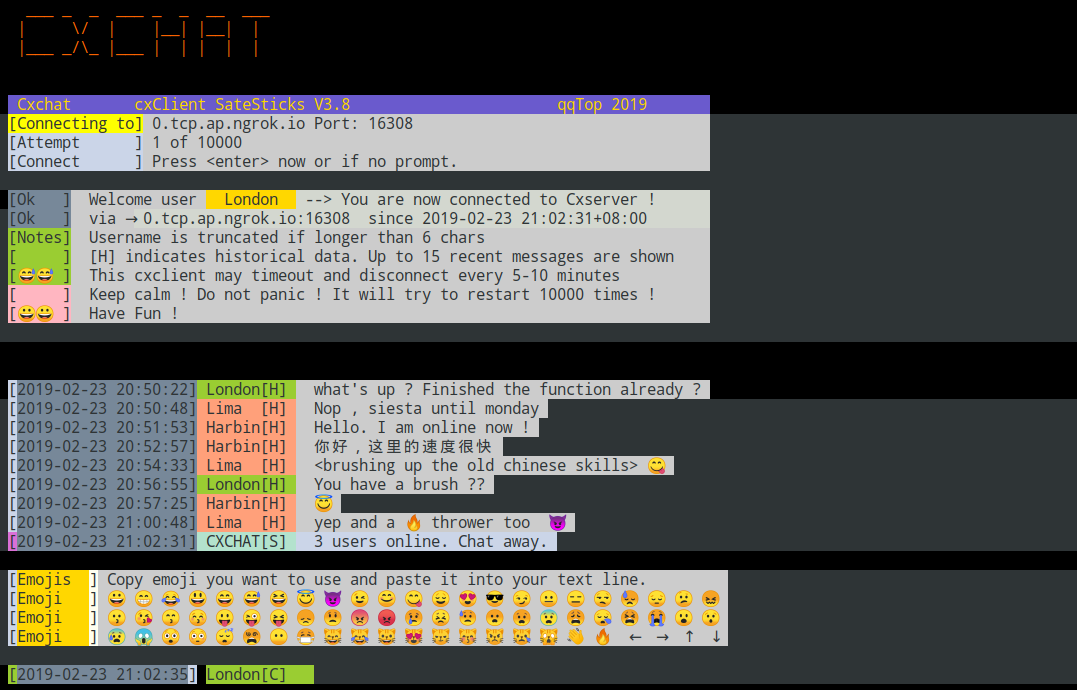 CXCHAT
Cxchat cxClient SateSticks V3.8 qqTop 2019
[Connecting to] 0.tcp.ap.ngrok.io Port: 16308
[Attempt ] 1 of 10000
[Connect ] Press <enter> now or if no prompt.
[Ok ] Welcome user London --> You are now connected to Cxserver !
[Ok ] via → 0.tcp.ap.ngrok.io:16308 since 2019-02-23 21:02:31+08:00
[Notes] Username is truncated if longer than 6 chars
[ ] [H] indicates historical data. Up to 15 recent messages are shown
[😅😅 ] This cxclient may timeout and disconnect every 5-10 minutes
[ ] Keep calm ! Do not panic ! It will try to restart 10000 times !
[😀😀 ] Have Fun !
[2019-02-23 20:50:22] London[H] what's up ? Finished the function already ?
[2019-02-23 20:50:48] Lima [H] Nop , siesta until monday
[2019-02-23 20:51:53] Harbin[H] Hello. I am online now !
[2019-02-23 20:52:57] Harbin[H] 你好，这里的速度很快
[2019-02-23 20:54:33] Lima [H] <brushing up the old chinese skills> 😋
[2019-02-23 20:56:55] London[H] You have a brush ??
[2019-02-23 20:57:25] Harbin[H] 😇
[2019-02-23 21:00:48] Lima [H] yep and a 🔥 thrower too 😈
[2019-02-23 21:02:31] CXCHAT[S] 3 users online. Chat away.
[Emojis ] Copy emoji you want to use and paste it into your text line.
[Emoji ]
[Emoji ]
[Emoji ] ← → ↑ ↓
[2019-02-23 21:02:35] London[C]